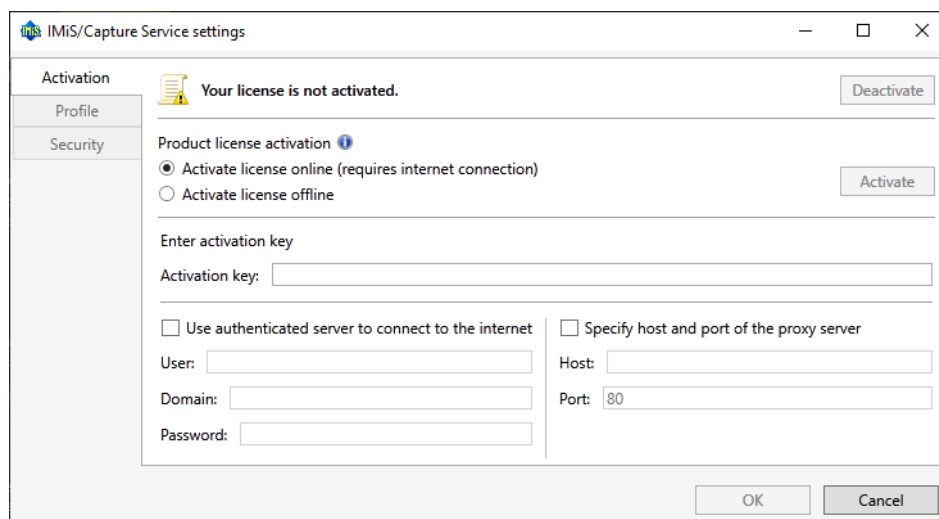 IMiS/Capture Service settings
Activation
Profile
Security
Your license is not activated.
Deactivate
Product license activation
Activate license online (requires internet connection)
Activate license offline
Activate
Enter activation key
Activation key:
Use authenticated server to connect to the internet
User:
Domain:
Password:
Specify host and port of the proxy server
Host:
Port: 80
OK
Cancel